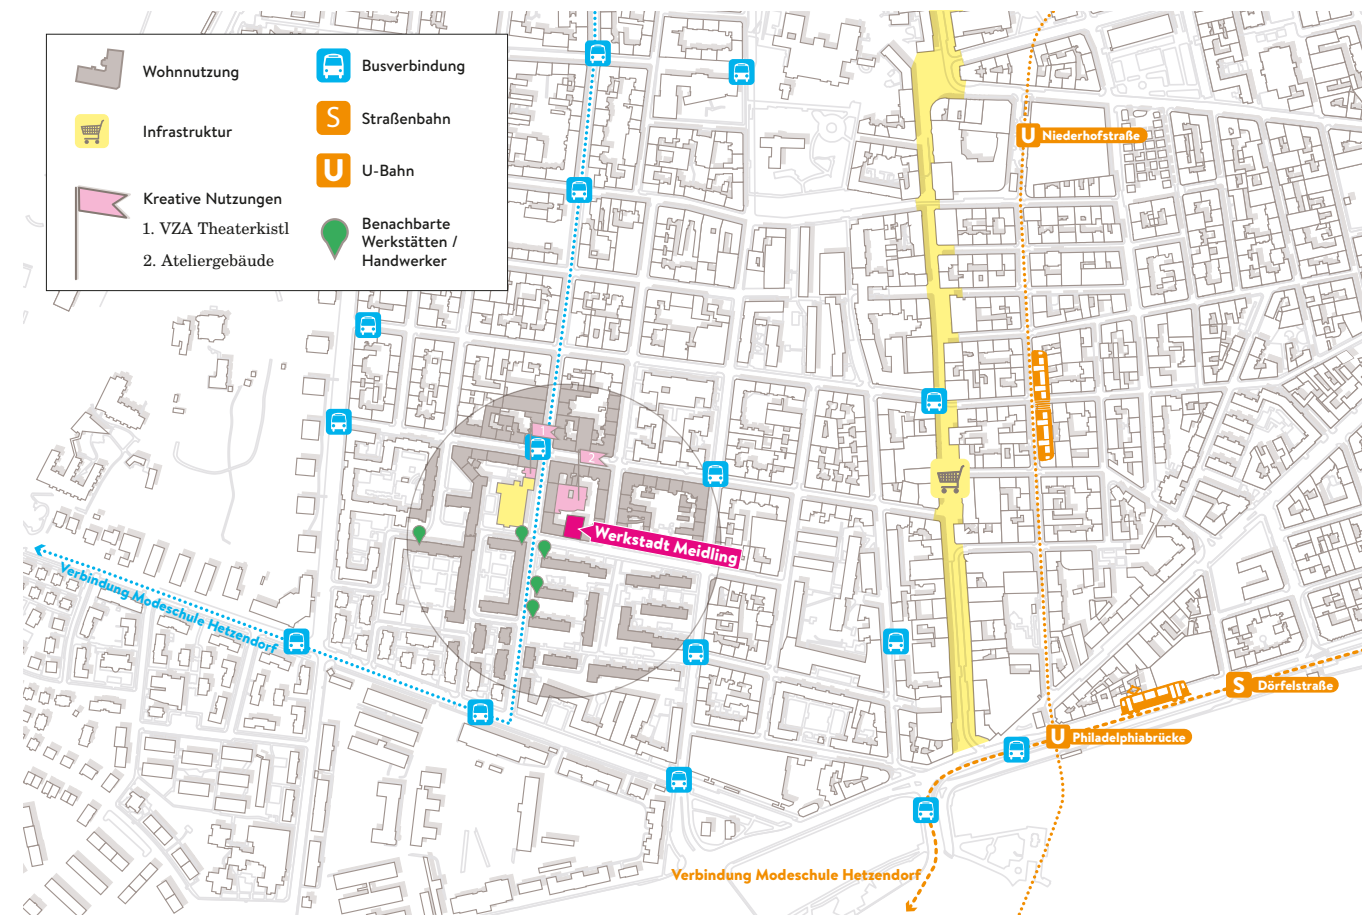 Wohnnutzung
Infrastruktur
Kreative Nutzungen
1. VZA Theaterkistl
2. Ateliergebäude
Busverbindung
S
Straßenbahn
U
U-Bahn
Benachbarte
Werkstätten /
Handwerker
U Niederhofstraße
1
2
Werkstadt Meidling
Verbindung Modeschule Hetzendorf
S Dörfelstraße
U Philadelphiabrücke
Verbindung Modeschule Hetzendorf